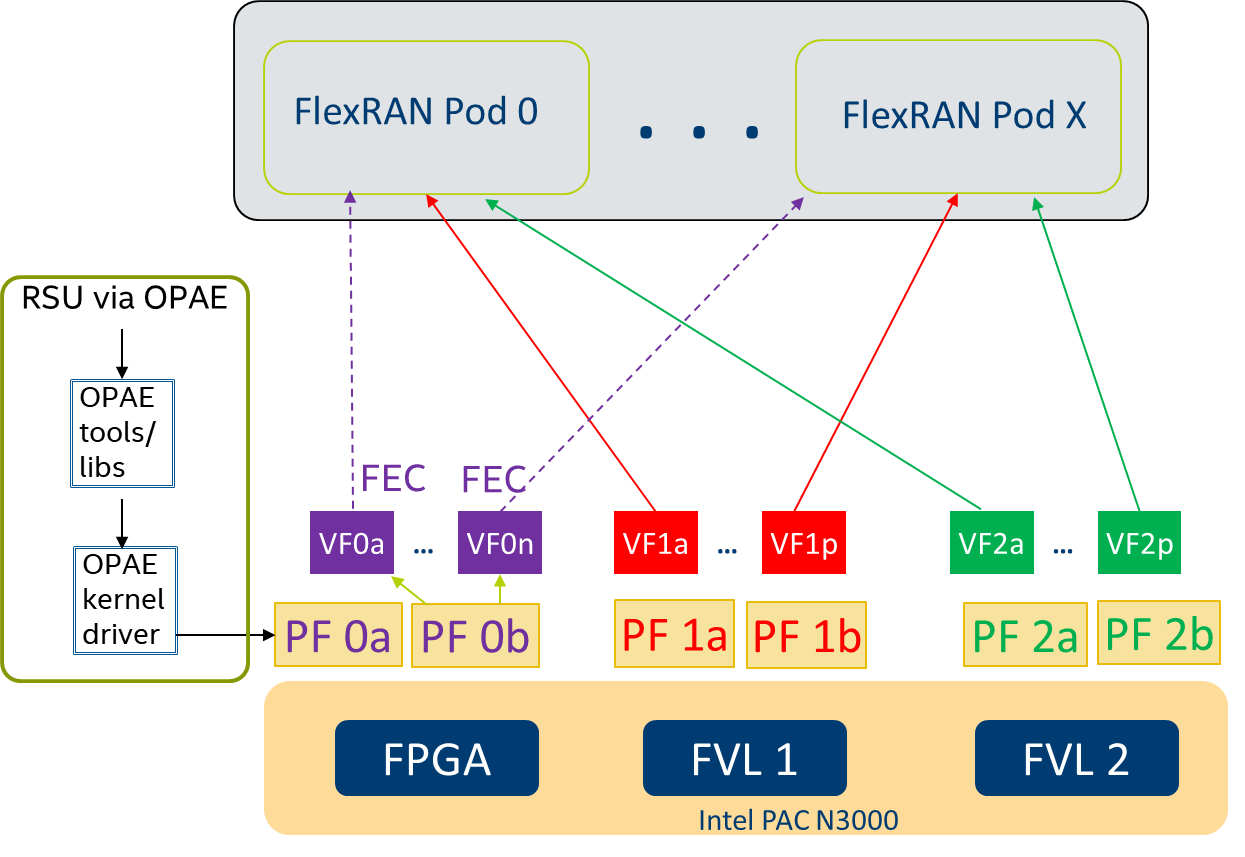 FlexRAN Pod 0
. . .
FlexRAN Pod X
RSU via OPAE
OPAE
tools/
libs
OPAE
kernel
driver
FEC
FEC
VF0a
...
VF0n
VF1a
...
VF1p
VF2a
...
VF2p
PF 0a
PF 0b
PF 1a
PF 1b
PF 2a
PF 2b
FPGA
FVL 1
FVL 2
Intel PAC N3000